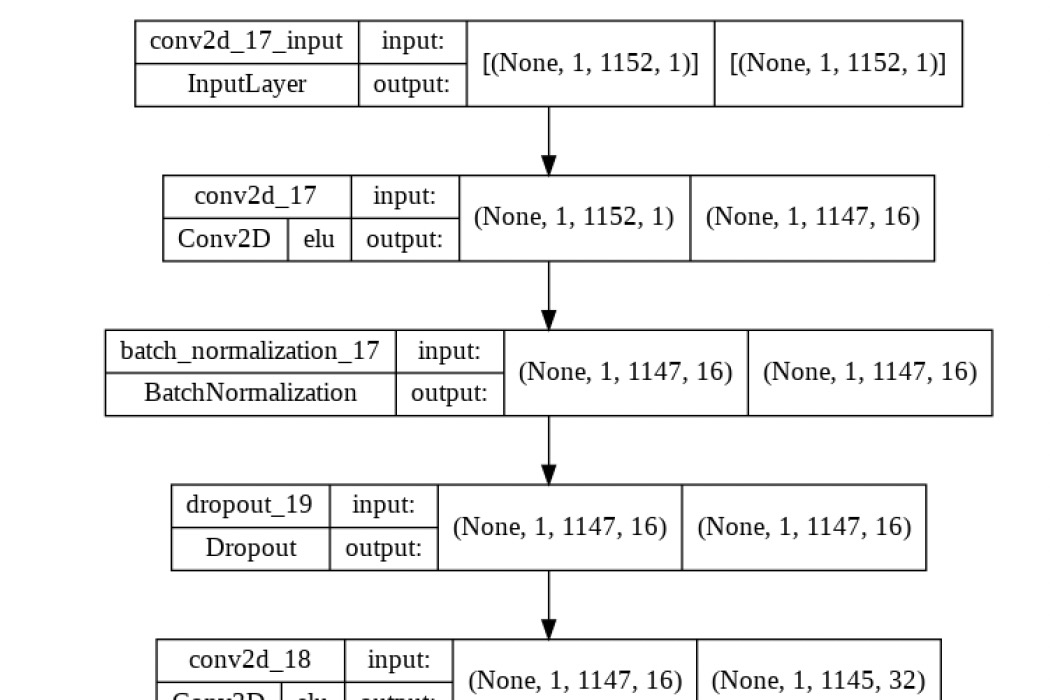 conv2d_17_input input: [(None, 1, 1152, 1)] [(None, 1, 1152, 1)]
InputLayer output:
conv2d_17 input: (None, 1, 1152, 1) (None, 1, 1147, 16)
Conv2D elu output:
batch_normalization_17 input: (None, 1, 1147, 16) (None, 1, 1147, 16)
BatchNormalization output:
dropout_19 input: (None, 1, 1147, 16) (None, 1, 1147, 16)
Dropout output:
conv2d_18 input: (None, 1, 1147, 16) (None, 1, 1145, 32)
Conv2D elu output: